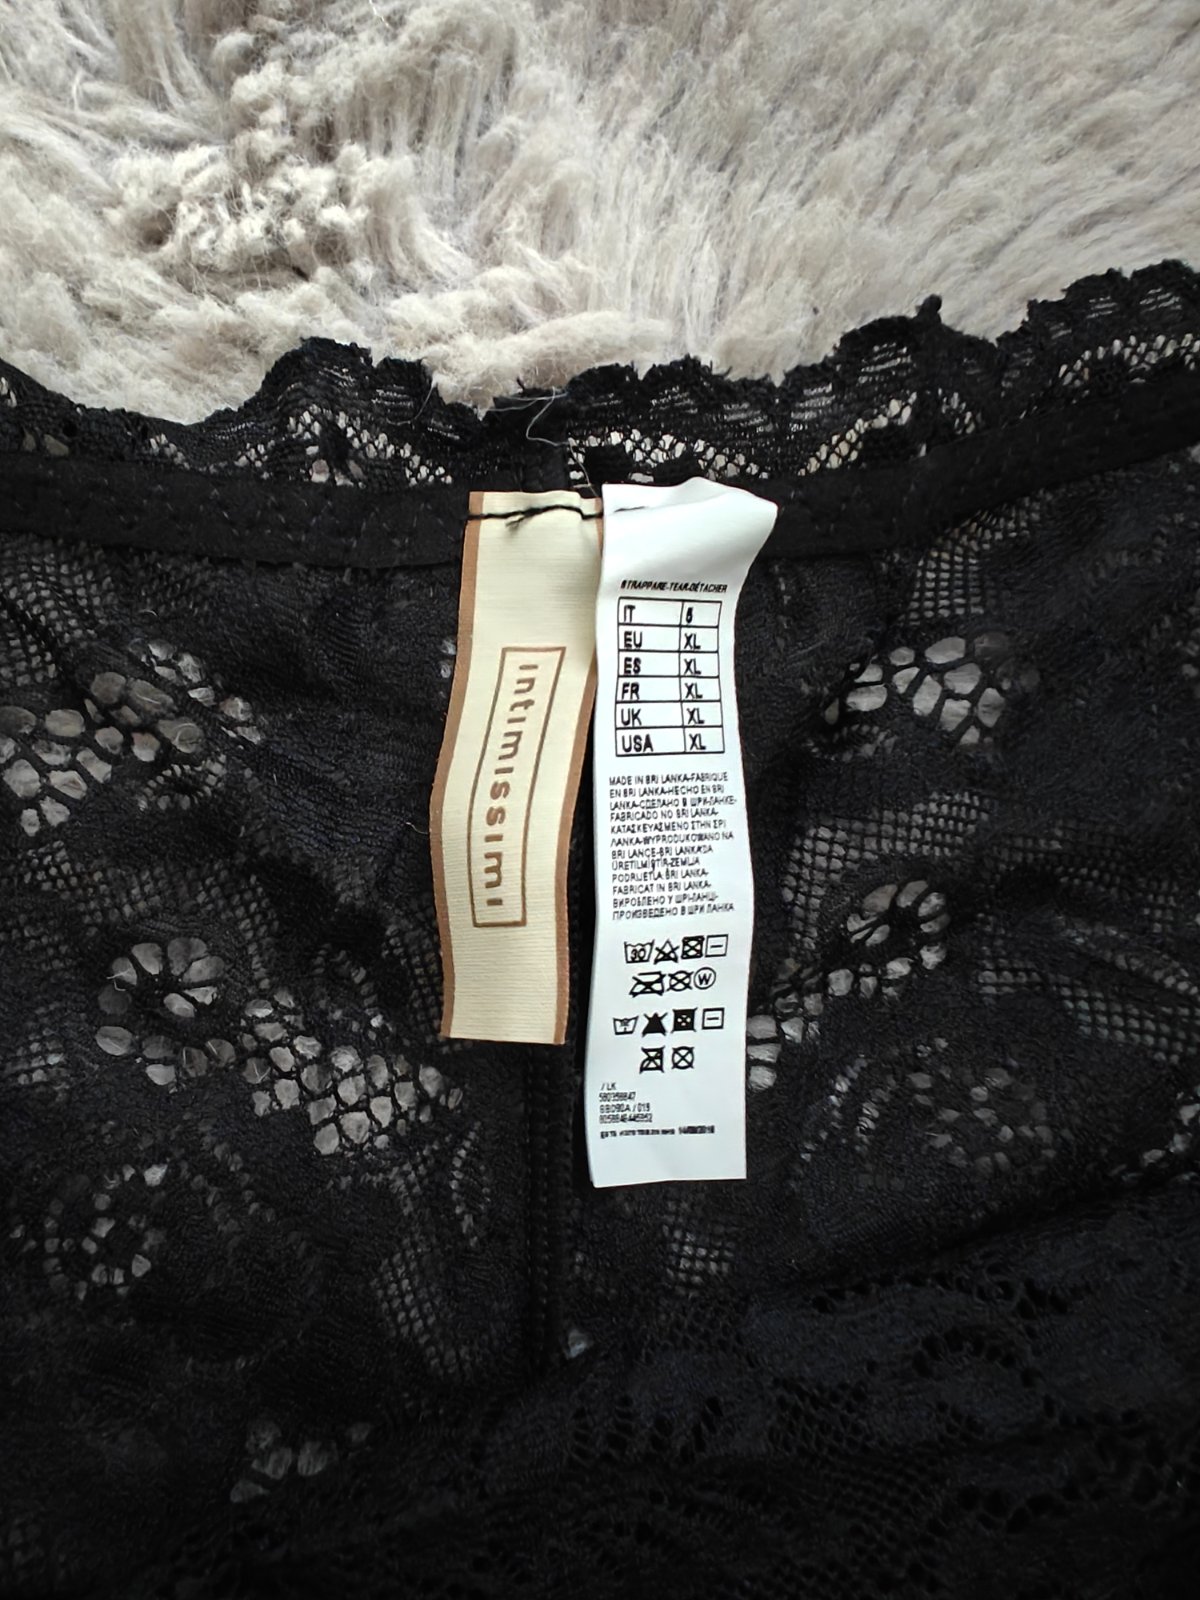 intimissimi
STRAPPARE-TEAR-DÉTACHER
IT 5
EU XL
ES XL
FR XL
UK XL
USA XL
MADE IN SRI LANKA-FABRIQUE
EN SRI LANKA-HECHO EN SRI
LANKA-СДЕЛАНО В ШРИ-ЛАНКЕ-
FABRICADO NO SRI LANKA-
ΚΑΤΑΣΚΕΥΑΣΜΕΝΟ ΣΤΗΝ ΣΡΙ
ΛΑΝΚΑ-WYPRODUKOWANO NA
SRI LANCE-SRI LANKA'DA
ÜRETILMİŞTİR-ZEMLJA
PODRIJETLA:ŠRI LANKA-
FABRICAT IN SRI LANKA-
ВИРОБЛЕНО У ШРІ-ЛАНЦІ-
ПРОИЗВЕДЕНО В ШРИ ЛАНКА
30
W
/ LK